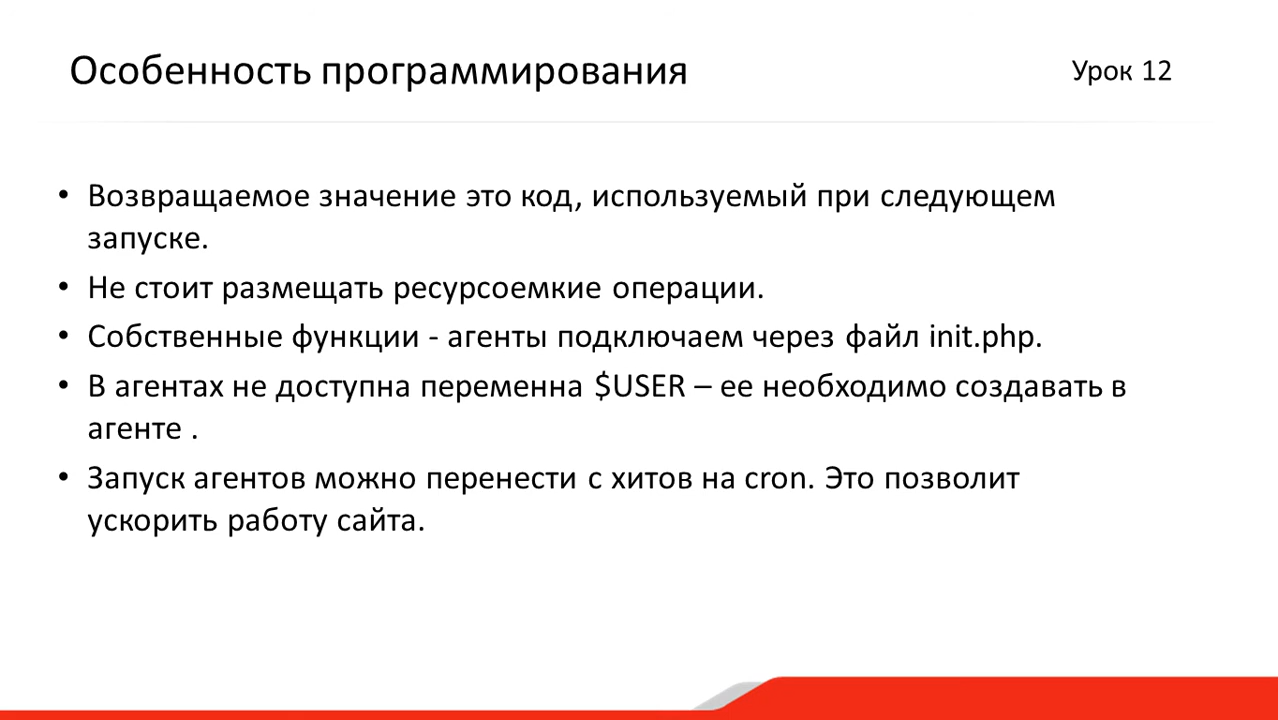 Особенность программирования
Урок 12
• Возвращаемое значение это код, используемый при следующем
запуске.
• Не стоит размещать ресурсоемкие операции.
• Собственные функции - агенты подключаем через файл init.php.
• В агентах не доступна переменна $USER – ее необходимо создавать в
агенте .
• Запуск агентов можно перенести с хитов на cron. Это позволит
ускорить работу сайта.